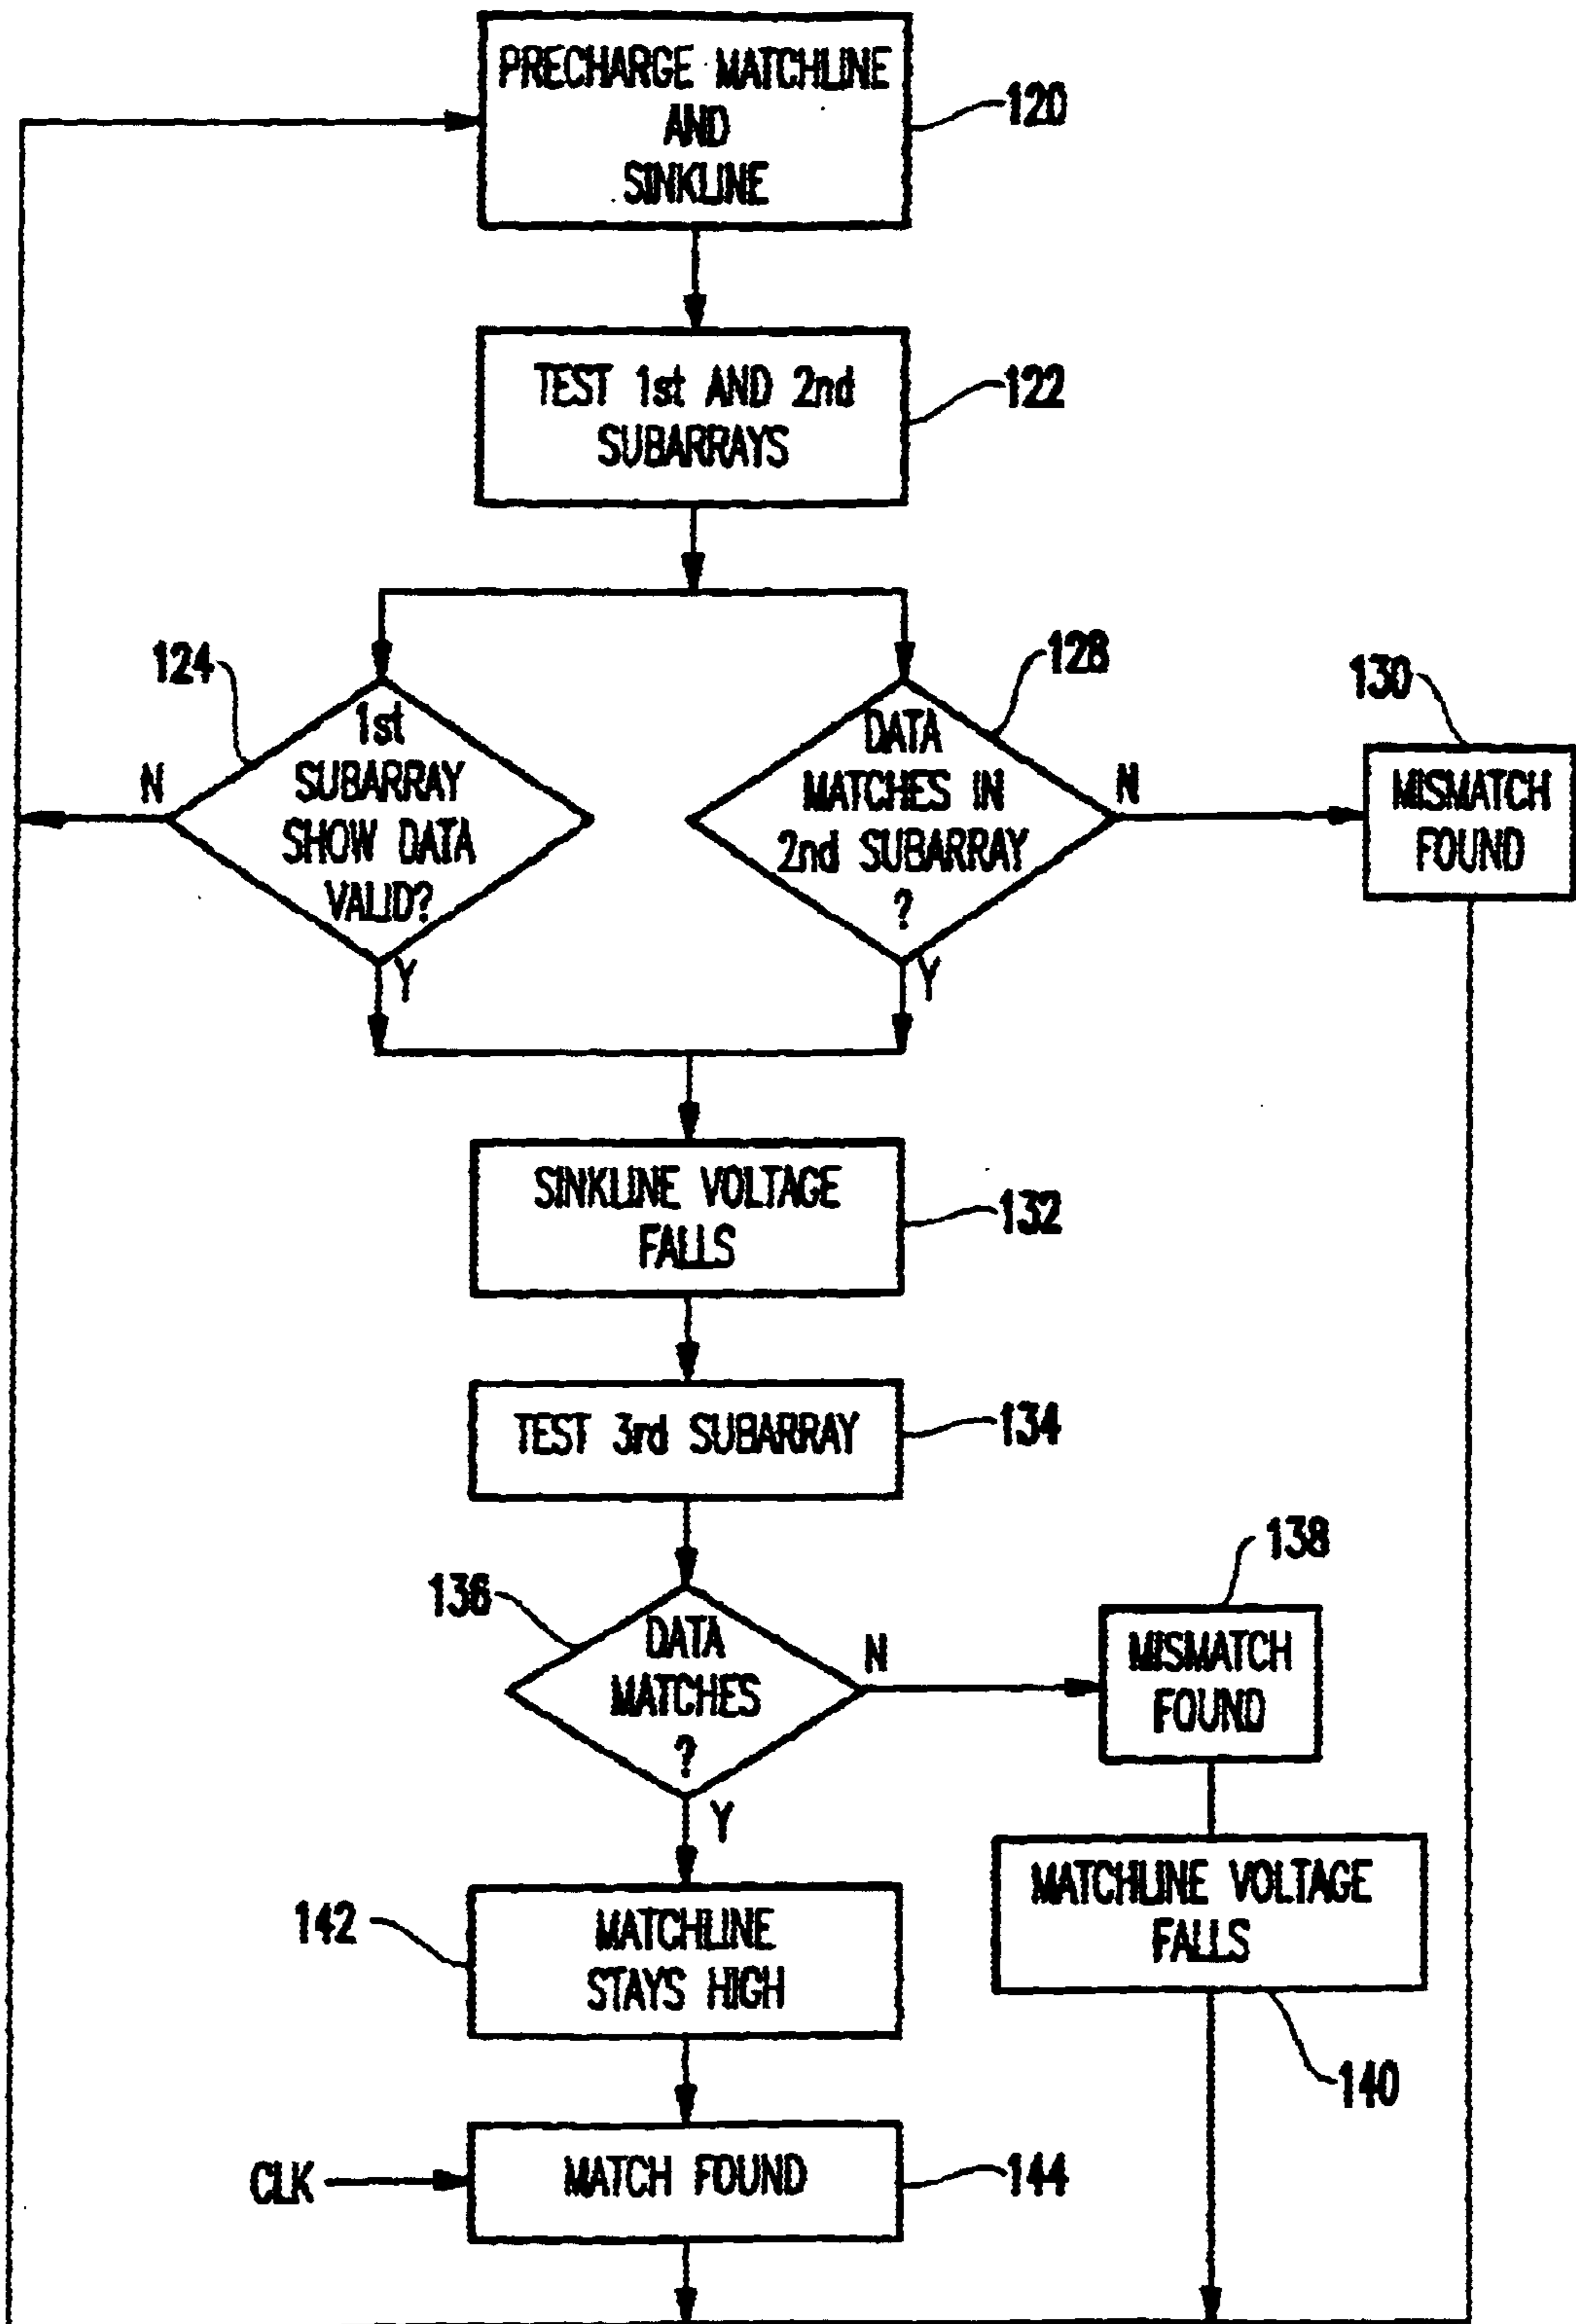 PRECHARGE MATCHLINE
AND
SINKLINE
120
TEST 1st AND 2nd
SUBARRAYS
122
124
1st
SUBARRAY
SHOW DATA
VALID?
N
Y
128
DATA
MATCHES IN
2nd SUBARRAY
?
N
Y
130
MISMATCH
FOUND
SINKLINE VOLTAGE
FALLS
132
TEST 3rd SUBARRAY
134
136
DATA
MATCHES
?
N
Y
138
MISMATCH
FOUND
142
MATCHLINE
STAYS HIGH
MATCHLINE VOLTAGE
FALLS
140
CLK
MATCH FOUND
144